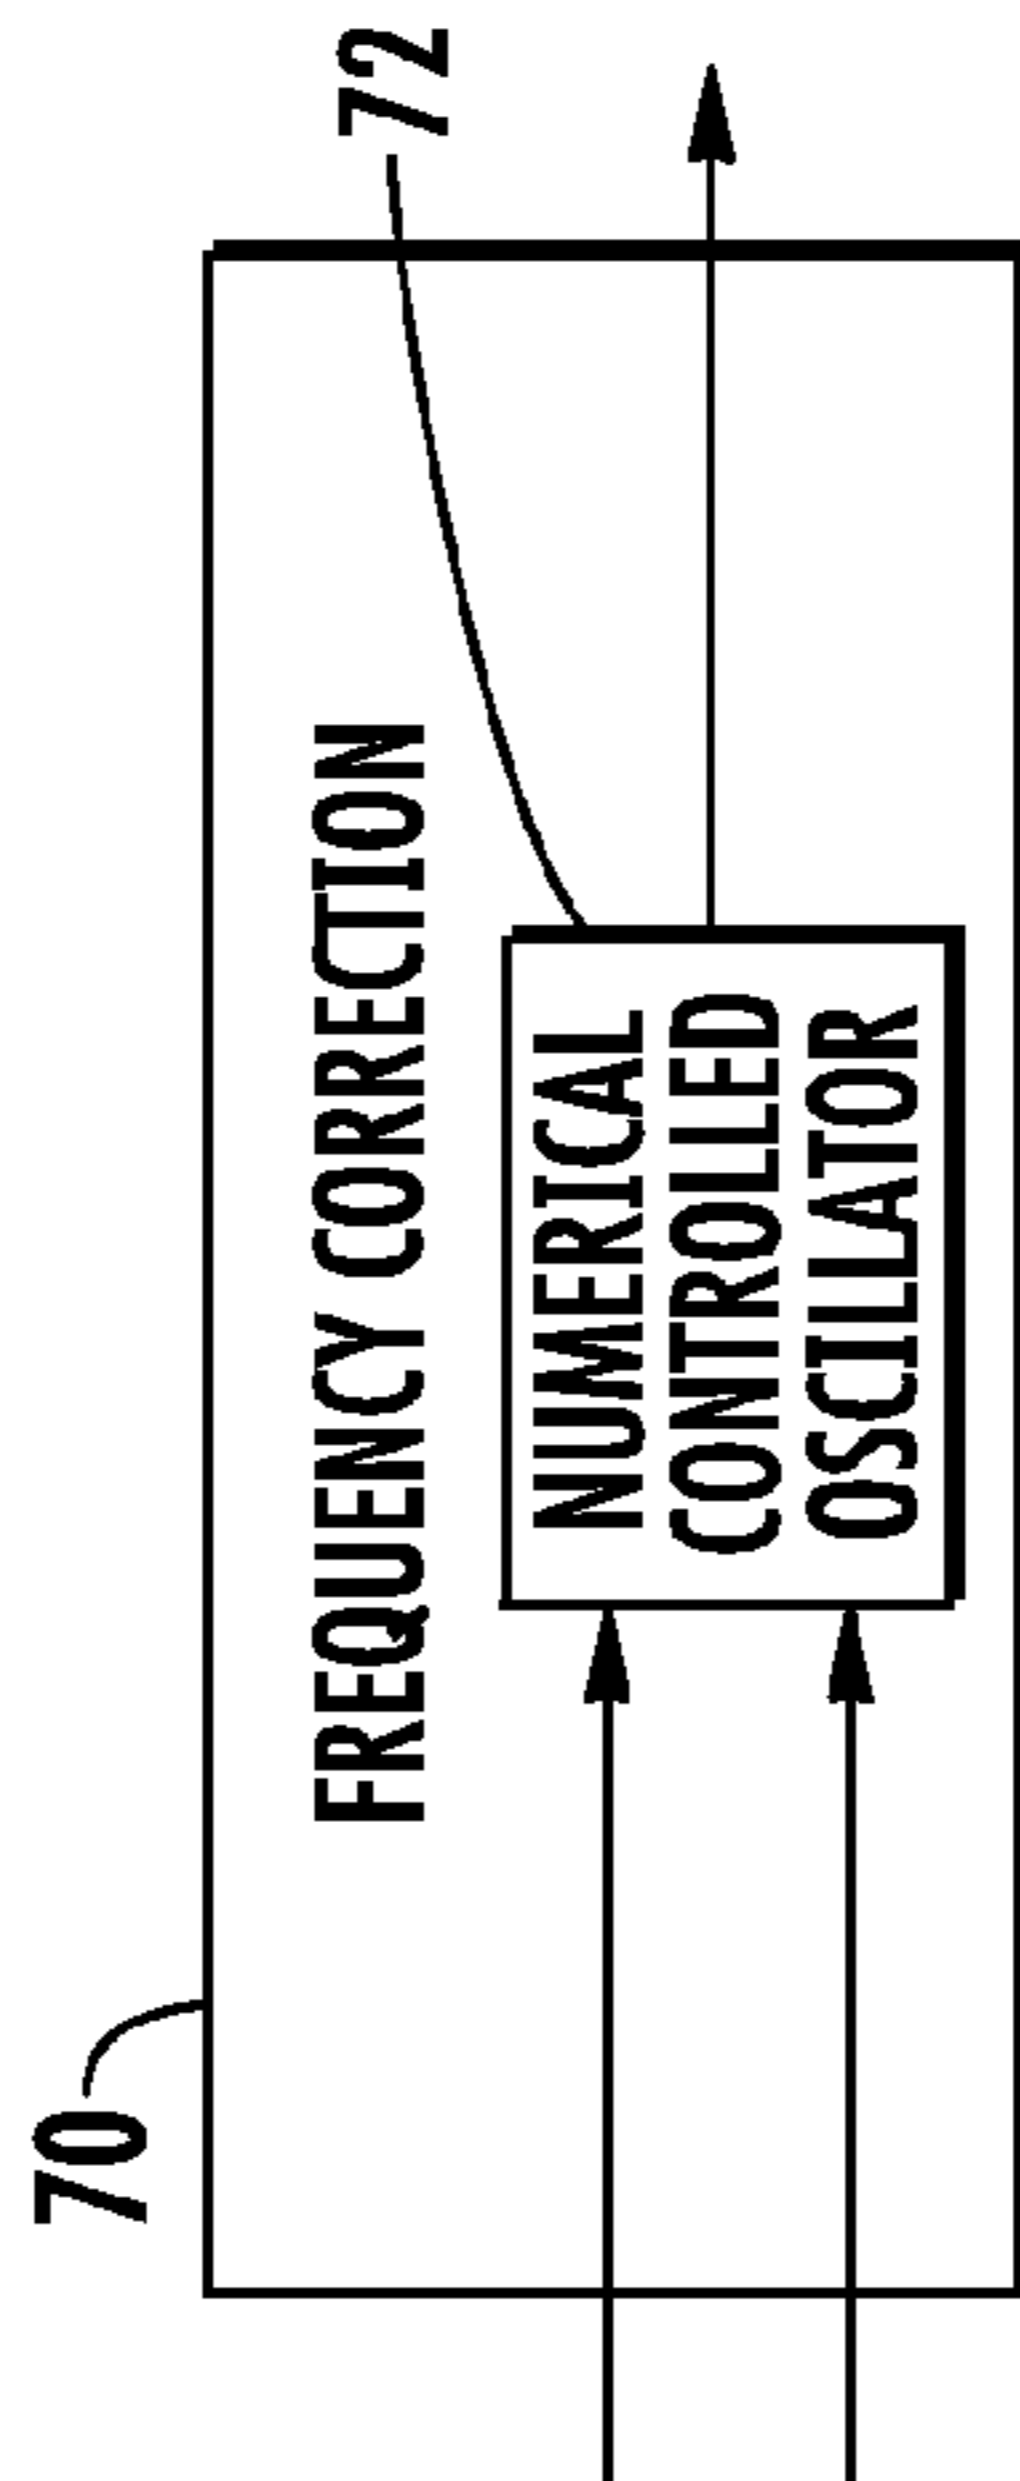 70
72
FREQUENCY CORRECTION
NUMERICAL
CONTROLLED
OSCILLATOR